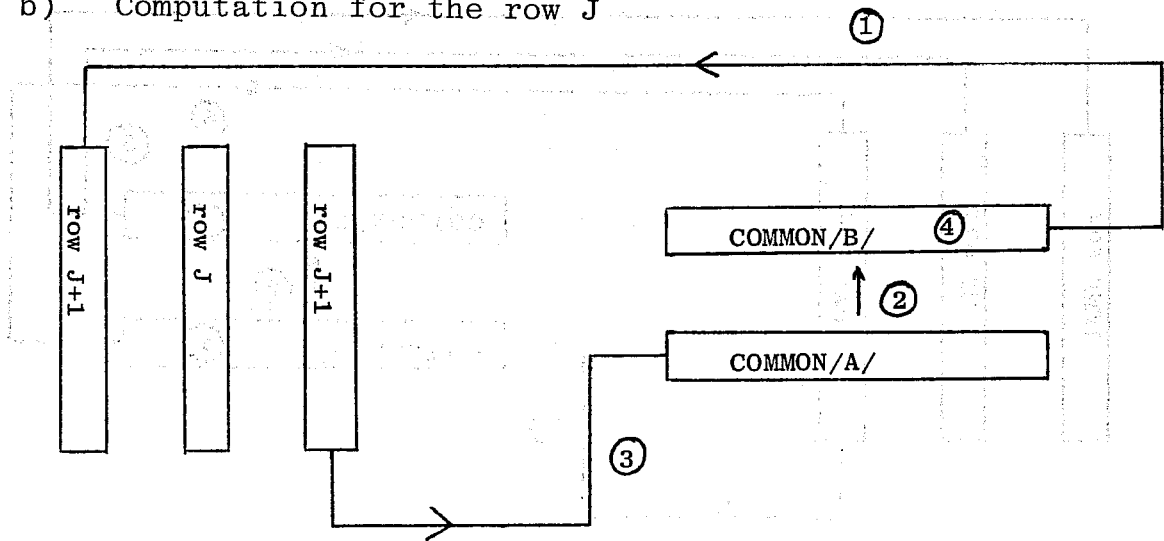 b) Computation for the row J
①
row J+1
row J
row J+1
COMMON/B/ ④
②
COMMON/A/
③